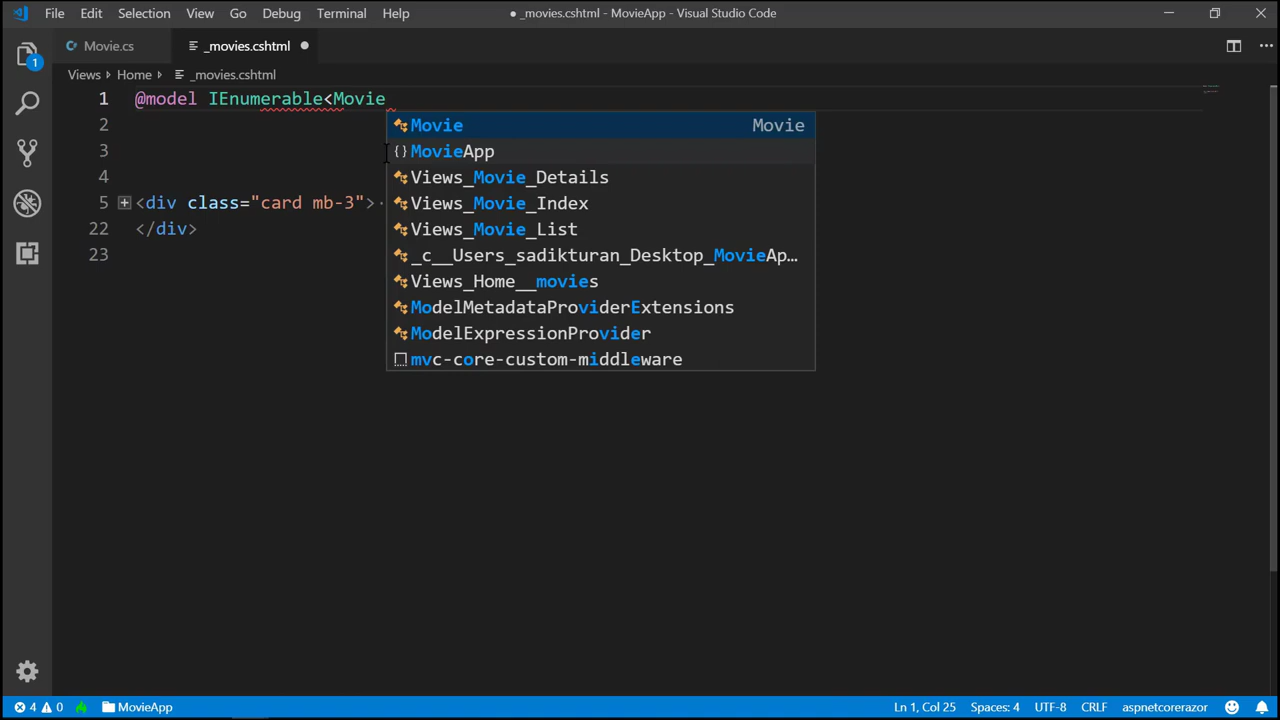 File Edit Selection View Go Debug Terminal Help ● _movies.cshtml - MovieApp - Visual Studio Code
Movie.cs _movies.cshtml
Views Home _movies.cshtml
1 @model IEnumerable<Movie
2 Movie Movie
3 MovieApp
4 Views_Movie_Details
5 <div class="card mb-3"> Views_Movie_Index
22 </div> Views_Movie_List
23 _c__Users_sadikturan_Desktop_MovieAp...
Views_Home__movies
ModelMetadataProviderExtensions
ModelExpressionProvider
mvc-core-custom-middleware
4 0 MovieApp Ln 1, Col 25 Spaces: 4 UTF-8 CRLF aspnetcorerazor
1